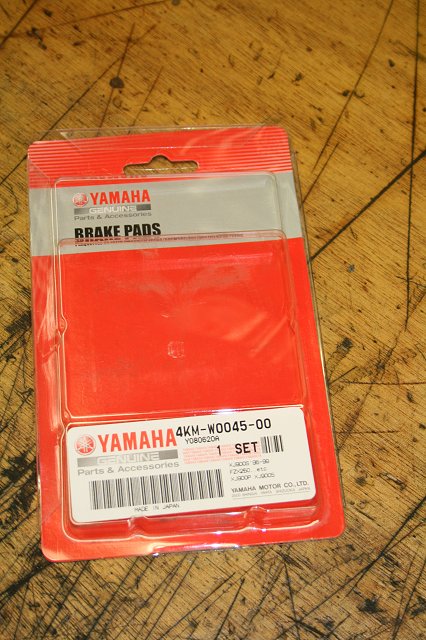 YAMAHA
GENUINE
Parts & Accessories
BRAKE PADS
YAMAHA
GENUINE
Parts & Accessories
4KM-W0045-00
Y080620A
1 SET
MADE IN JAPAN
YAMAHA MOTOR CO.,LTD.